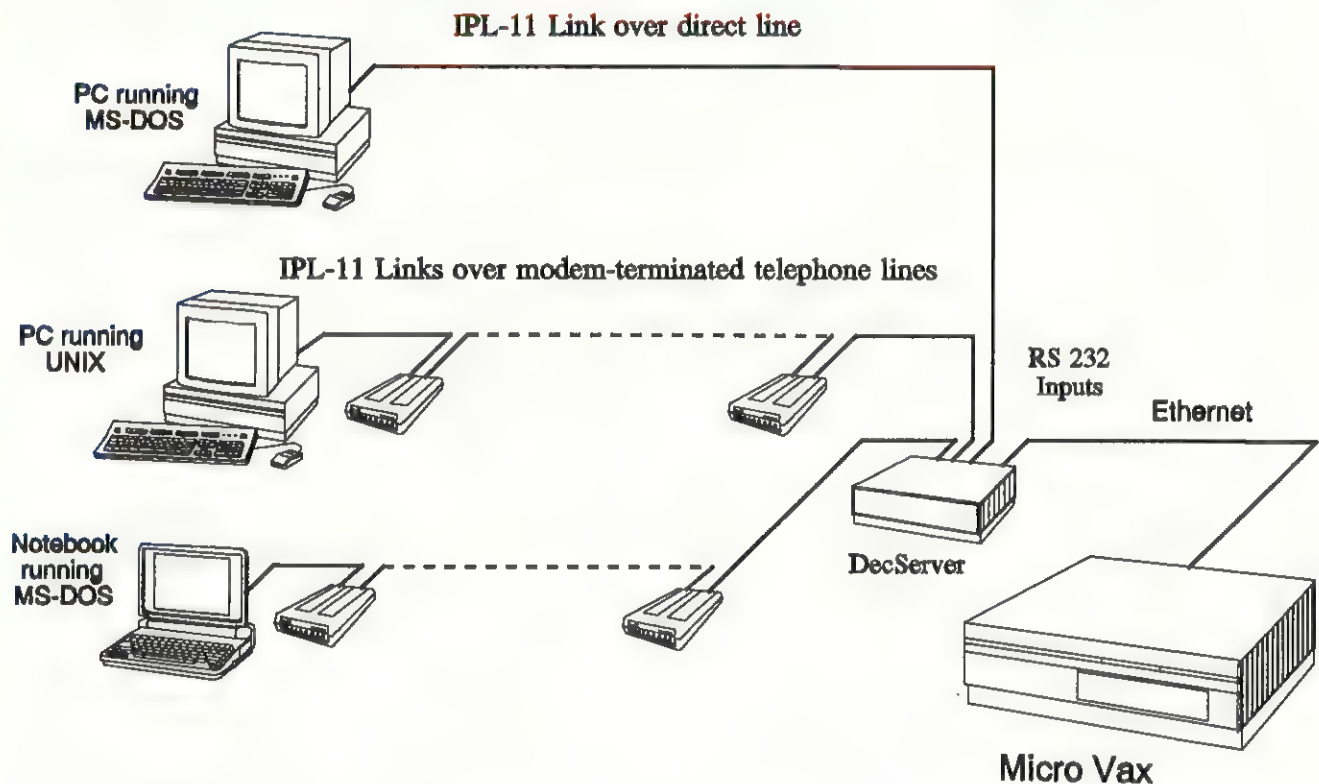 IPL-11 Link over direct line
PC running
MS-DOS
IPL-11 Links over modem-terminated telephone lines
PC running
UNIX
RS 232
Inputs
Ethernet
Notebook
running
MS-DOS
DecServer
Micro Vax